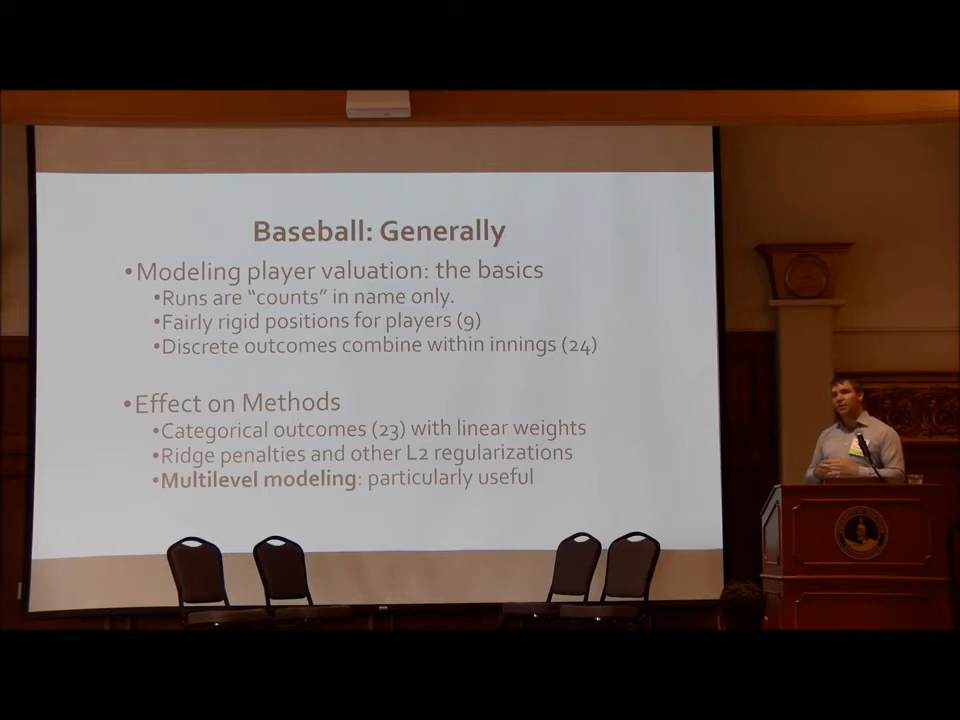 Baseball: Generally
•Modeling player valuation: the basics
•Runs are “counts” in name only.
•Fairly rigid positions for players (9)
•Discrete outcomes combine within innings (24)
•Effect on Methods
•Categorical outcomes (23) with linear weights
•Ridge penalties and other L2 regularizations
•Multilevel modeling: particularly useful